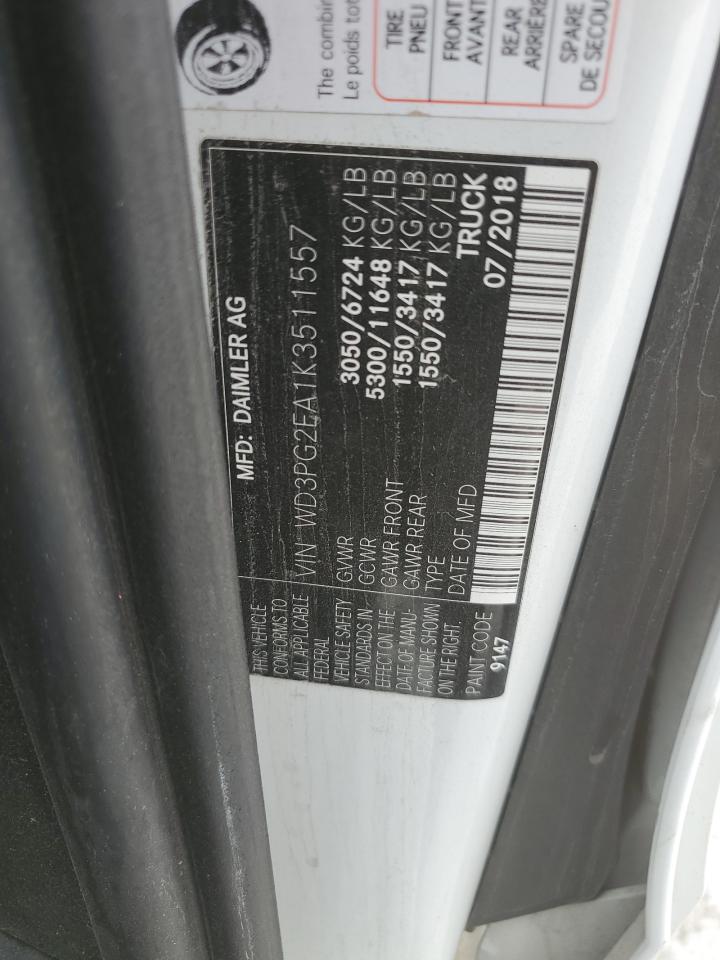 The combin
Le poids tot
TIRE
PNEU
FRONT
AVANT
REAR
ARRIÈRE
SPARE
DE SECOU
MFD: DAIMLER AG
VIN WD3PG2EA1K3511557
GVWR 3050/6724 KG/LB
GCWR 5300/11648 KG/LB
GAWR FRONT 1550/3417 KG/LB
GAWR REAR 1550/3417 KG/LB
TYPE TRUCK
DATE OF MFD 07/2018
THIS VEHICLE
CONFORMS TO
ALL APPLICABLE
FEDERAL
VEHICLE SAFETY
STANDARDS IN
EFFECT ON THE
DATE OF MANU-
FACTURE SHOWN
ON THE RIGHT.
PAINT CODE
9147